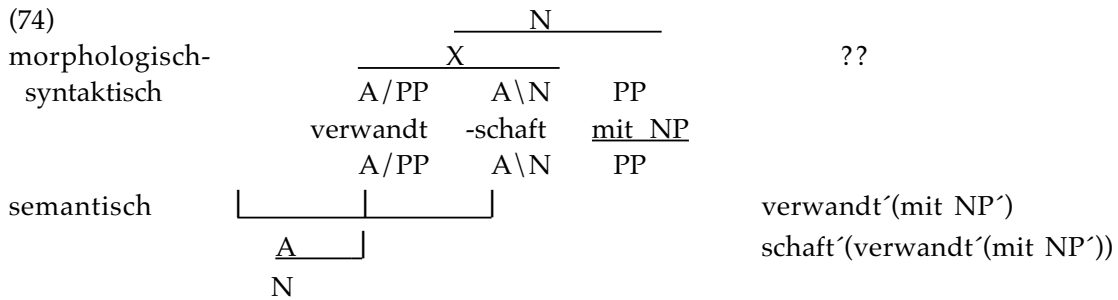 (74) N
morphologisch- X ??
syntaktisch A/PP A\N PP
verwandt -schaft mit NP
A/PP A\N PP
semantisch verwandt´(mit NP´)
A schaft´(verwandt´(mit NP´))
N